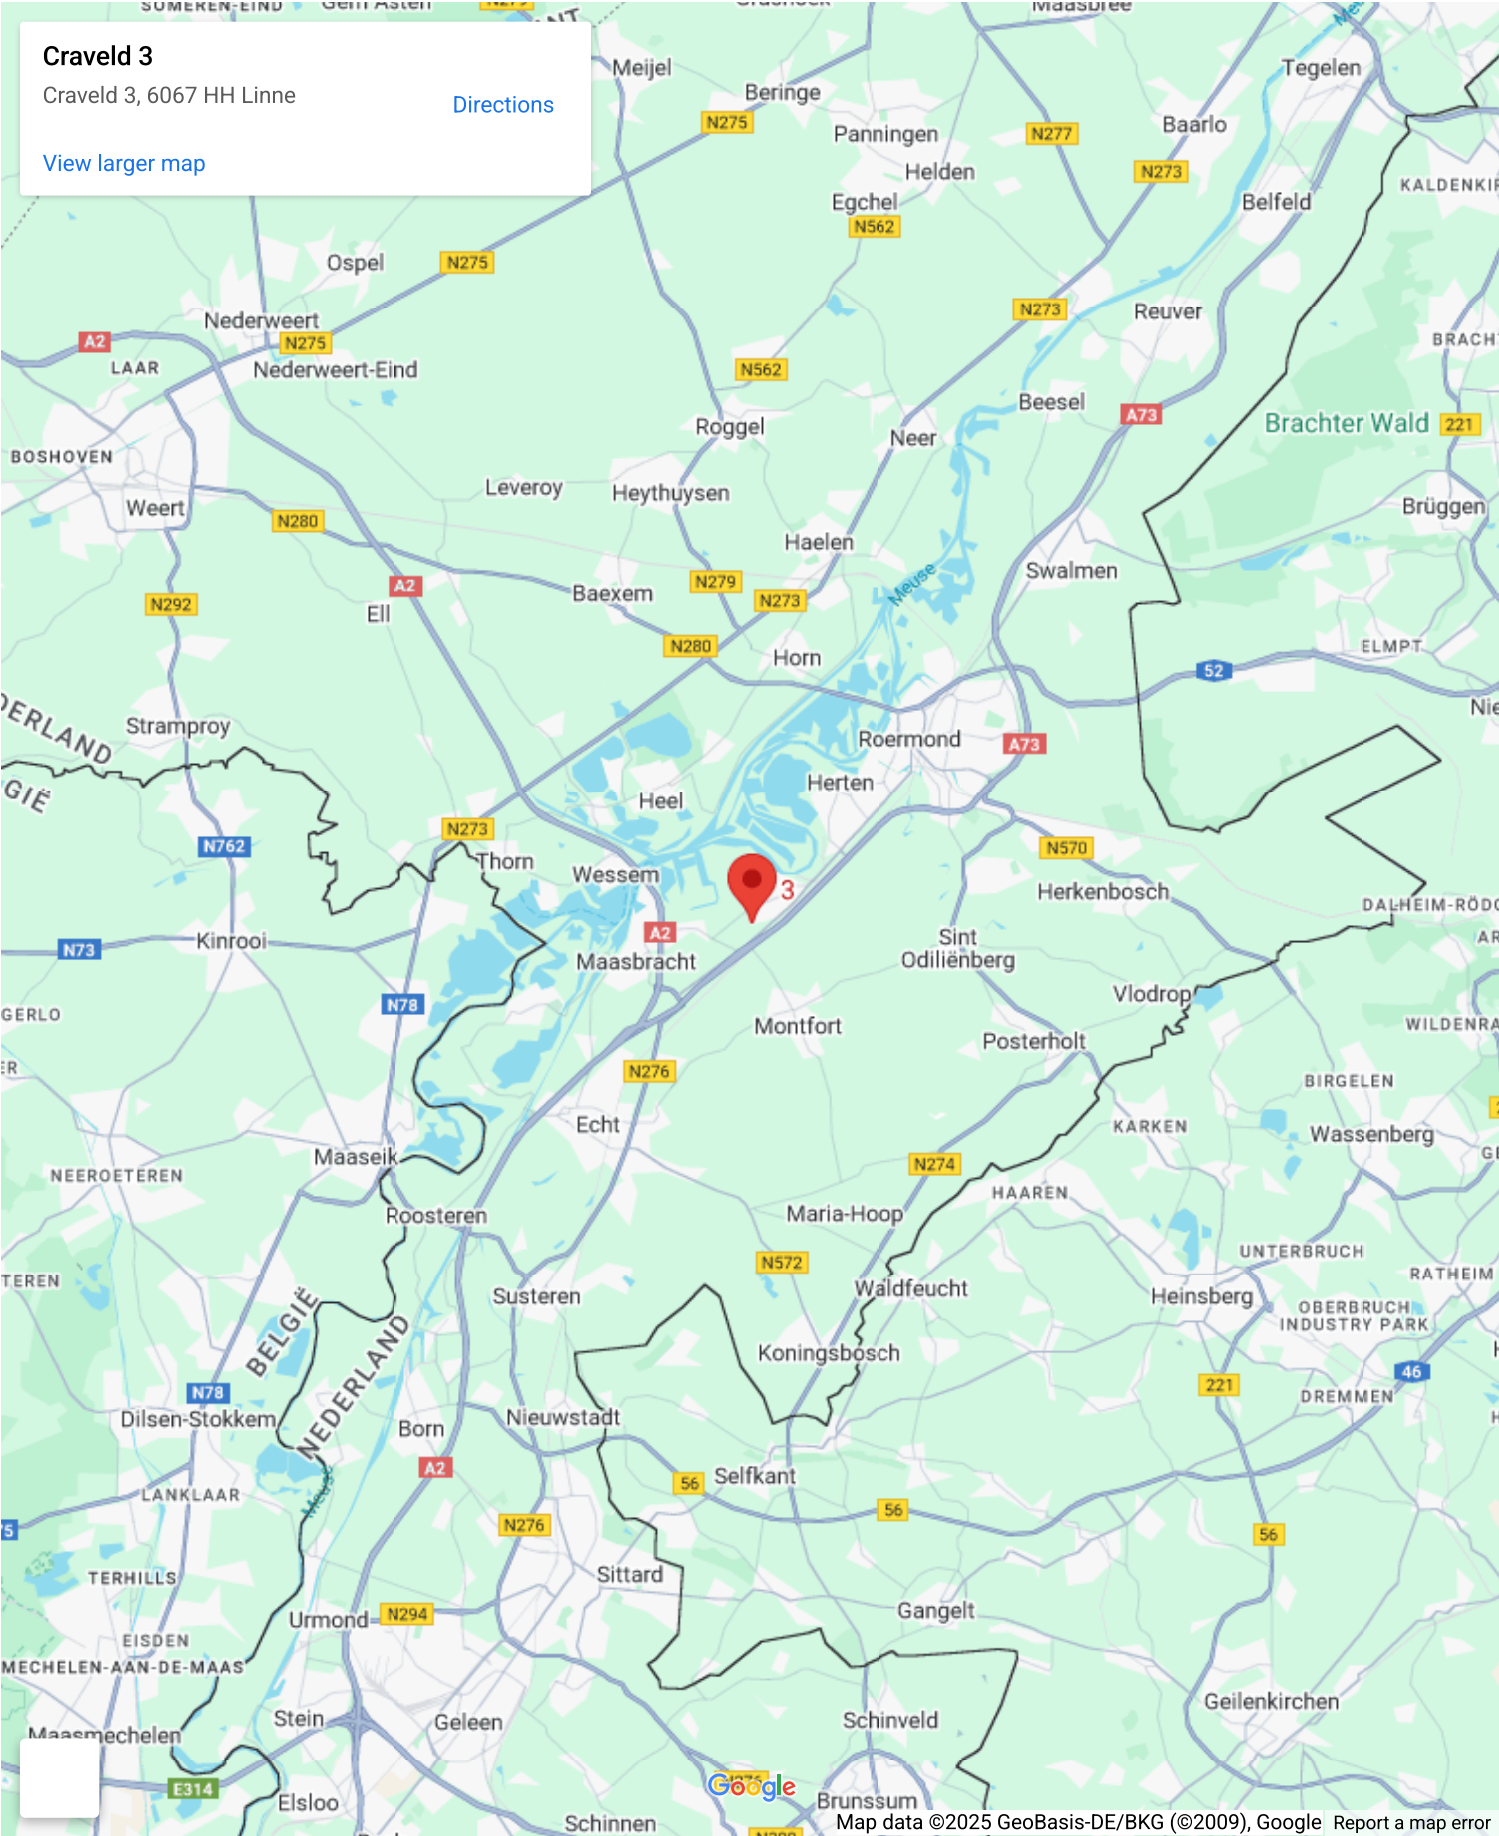 SOMEREN-EIND
Maasbree
Craveld 3
Craveld 3, 6067 HH Linne
Directions
View larger map
Meijel
Beringe
N275
Panningen
Helden
Egchel
N562
N277
Baarlo
N273
Tegelen
Belfeld
Ospel
N275
Nederweert
N275
A2
LAAR
Nederweert-Eind
N273
Reuver
N562
Beesel
A73
Roggel
Neer
Brachter Wald
221
BOSHOVEN
Leveroy
Heythuysen
Weert
N280
Brüggen
Haelen
Swalmen
Meuse
A2
N279
N273
Baexem
N292
Ell
N280
Horn
ELMPT
52
Stramproy
Roermond
A73
Herten
Heel
N273
N762
Thorn
Wessem
3
N570
Herkenbosch
Kinrooi
N73
A2
Maasbracht
Sint
Odiliënberg
N78
Vlodrop
Montfort
Posterholt
N276
BIRGELEN
Echt
KARKEN
Wassenberg
Maaseik
NEEROETEREN
N274
HAAREN
Roosteren
Maria-Hoop
N572
UNTERBRUCH
RATHEIM
Waldfeucht
Susteren
Heinsberg
OBERBRUCH
INDUSTRY PARK
BELGIË
NEDERLAND
Koningsbosch
46
N78
221
DREMMEN
Dilsen-Stokkem
Nieuwstadt
Born
A2
Selfkant
56
LANKLAAR
Meuse
56
N276
56
TERHILLS
Sittard
Urmond
N294
Gangelt
EISDEN
MECHELEN-AAN-DE-MAAS
Geilenkirchen
Stein
Geleen
Schinveld
Maasmechelen
E314
Google
Elsloo
Brunssum
Schinnen
Map data ©2025 GeoBasis-DE/BKG (©2009), Google
Report a map error